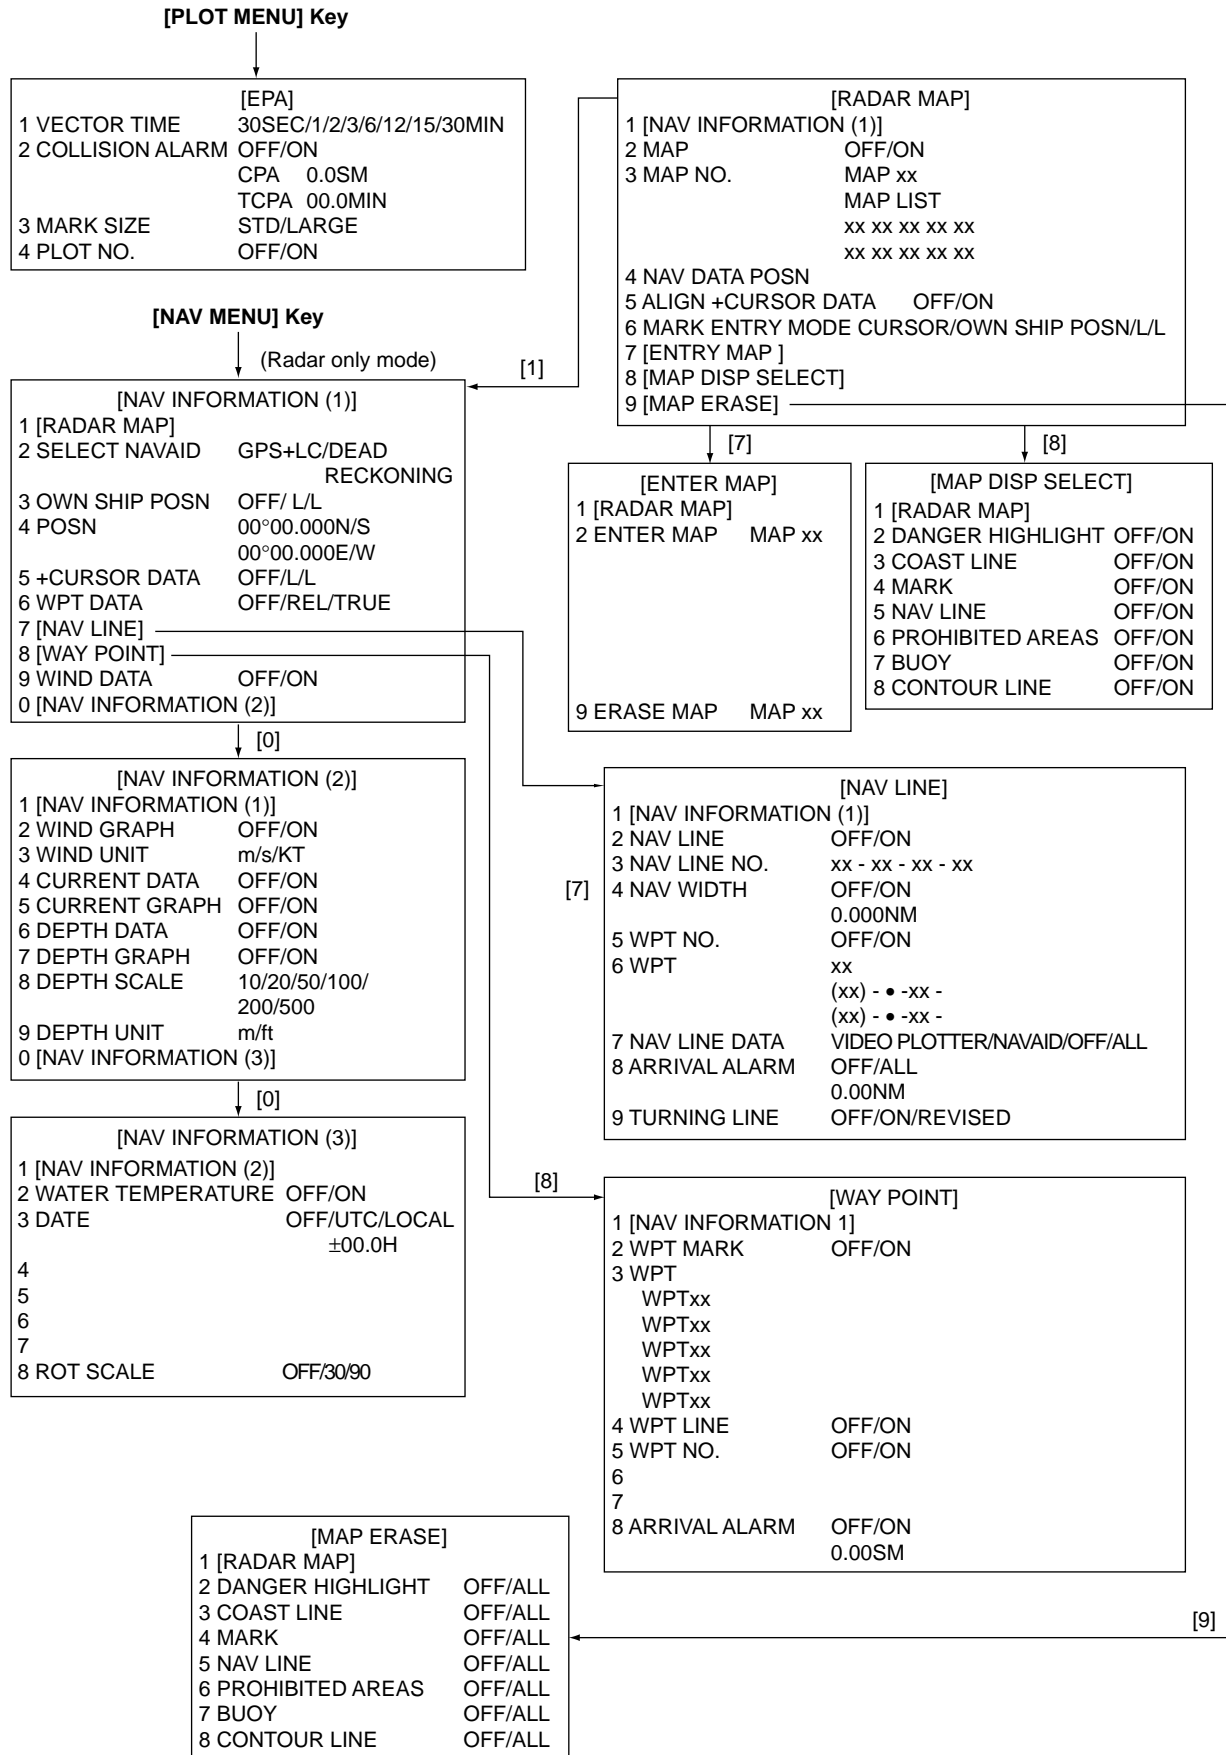 [PLOT MENU] Key
[EPA]
1 VECTOR TIME 30SEC/1/2/3/6/12/15/30MIN
2 COLLISION ALARM OFF/ON
CPA 0.0SM
TCPA 00.0MIN
3 MARK SIZE STD/LARGE
4 PLOT NO. OFF/ON
[RADAR MAP]
1 [NAV INFORMATION (1)]
2 MAP OFF/ON
3 MAP NO. MAP xx
MAP LIST
xx xx xx xx xx
xx xx xx xx xx
4 NAV DATA POSN
5 ALIGN +CURSOR DATA OFF/ON
6 MARK ENTRY MODE CURSOR/OWN SHIP POSN/L/L
7 [ENTRY MAP ]
8 [MAP DISP SELECT]
9 [MAP ERASE]
[NAV MENU] Key
(Radar only mode)
[1]
[NAV INFORMATION (1)]
1 [RADAR MAP]
2 SELECT NAVAID GPS+LC/DEAD
RECKONING
3 OWN SHIP POSN OFF/ L/L
4 POSN 00°00.000N/S
00°00.000E/W
5 +CURSOR DATA OFF/L/L
6 WPT DATA OFF/REL/TRUE
7 [NAV LINE]
8 [WAY POINT]
9 WIND DATA OFF/ON
0 [NAV INFORMATION (2)]
[7]
[ENTER MAP]
1 [RADAR MAP]
2 ENTER MAP MAP xx
9 ERASE MAP MAP xx
[8]
[MAP DISP SELECT]
1 [RADAR MAP]
2 DANGER HIGHLIGHT OFF/ON
3 COAST LINE OFF/ON
4 MARK OFF/ON
5 NAV LINE OFF/ON
6 PROHIBITED AREAS OFF/ON
7 BUOY OFF/ON
8 CONTOUR LINE OFF/ON
[0]
[NAV INFORMATION (2)]
1 [NAV INFORMATION (1)]
2 WIND GRAPH OFF/ON
3 WIND UNIT m/s/KT
4 CURRENT DATA OFF/ON
5 CURRENT GRAPH OFF/ON
6 DEPTH DATA OFF/ON
7 DEPTH GRAPH OFF/ON
8 DEPTH SCALE 10/20/50/100/
200/500
9 DEPTH UNIT m/ft
0 [NAV INFORMATION (3)]
[7]
[NAV LINE]
1 [NAV INFORMATION (1)]
2 NAV LINE OFF/ON
3 NAV LINE NO. xx - xx - xx - xx
4 NAV WIDTH OFF/ON
0.000NM
5 WPT NO. OFF/ON
6 WPT xx
(xx) - • -xx -
(xx) - • -xx -
7 NAV LINE DATA VIDEO PLOTTER/NAVAID/OFF/ALL
8 ARRIVAL ALARM OFF/ALL
0.00NM
9 TURNING LINE OFF/ON/REVISED
[0]
[NAV INFORMATION (3)]
1 [NAV INFORMATION (2)]
2 WATER TEMPERATURE OFF/ON
3 DATE OFF/UTC/LOCAL
±00.0H
4
5
6
7
8 ROT SCALE OFF/30/90
[8]
[WAY POINT]
1 [NAV INFORMATION 1]
2 WPT MARK OFF/ON
3 WPT
WPTxx
WPTxx
WPTxx
WPTxx
WPTxx
4 WPT LINE OFF/ON
5 WPT NO. OFF/ON
6
7
8 ARRIVAL ALARM OFF/ON
0.00SM
[9]
[MAP ERASE]
1 [RADAR MAP]
2 DANGER HIGHLIGHT OFF/ALL
3 COAST LINE OFF/ALL
4 MARK OFF/ALL
5 NAV LINE OFF/ALL
6 PROHIBITED AREAS OFF/ALL
7 BUOY OFF/ALL
8 CONTOUR LINE OFF/ALL